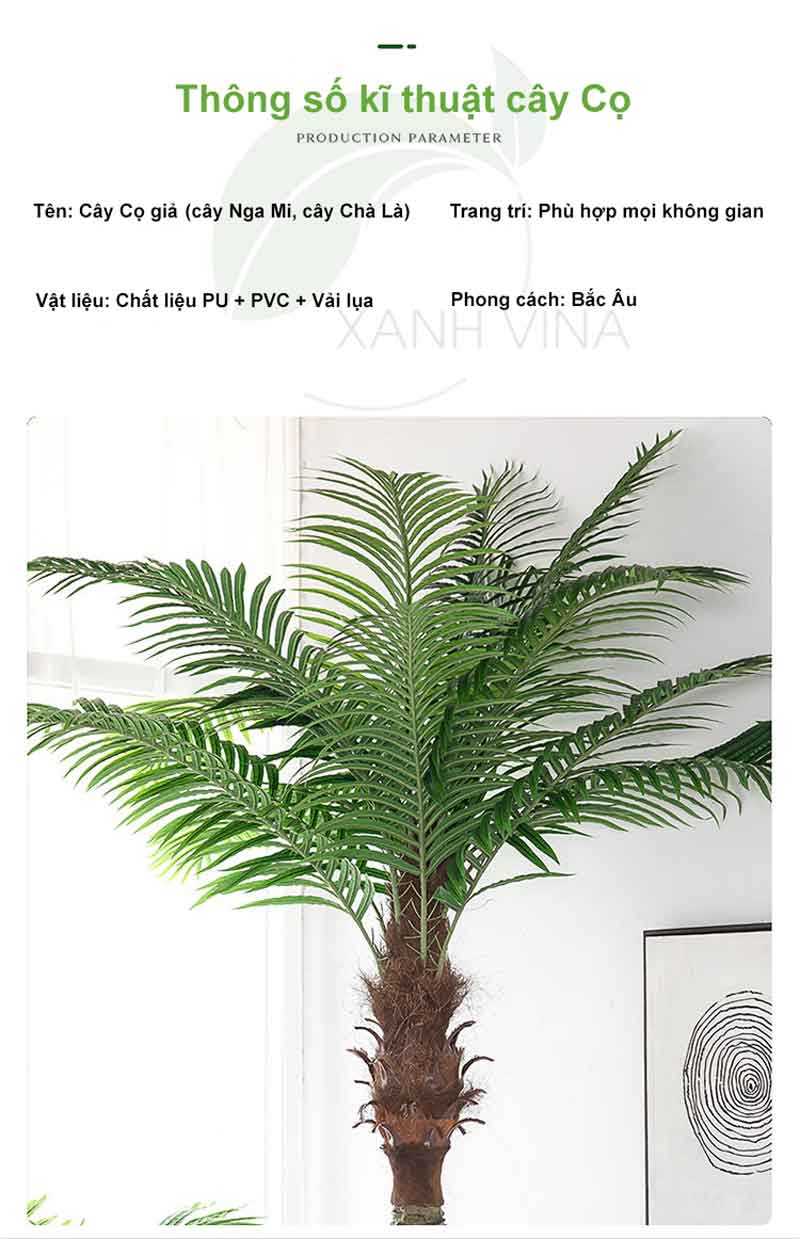 Thông số kĩ thuật cây Cọ
PRODUCTION PARAMETER
Tên: Cây Cọ giả (cây Nga Mi, cây Chà Là)
Trang trí: Phù hợp mọi không gian
Vật liệu: Chất liệu PU + PVC + Vải lụa
Phong cách: Bắc Âu
XANH VINA